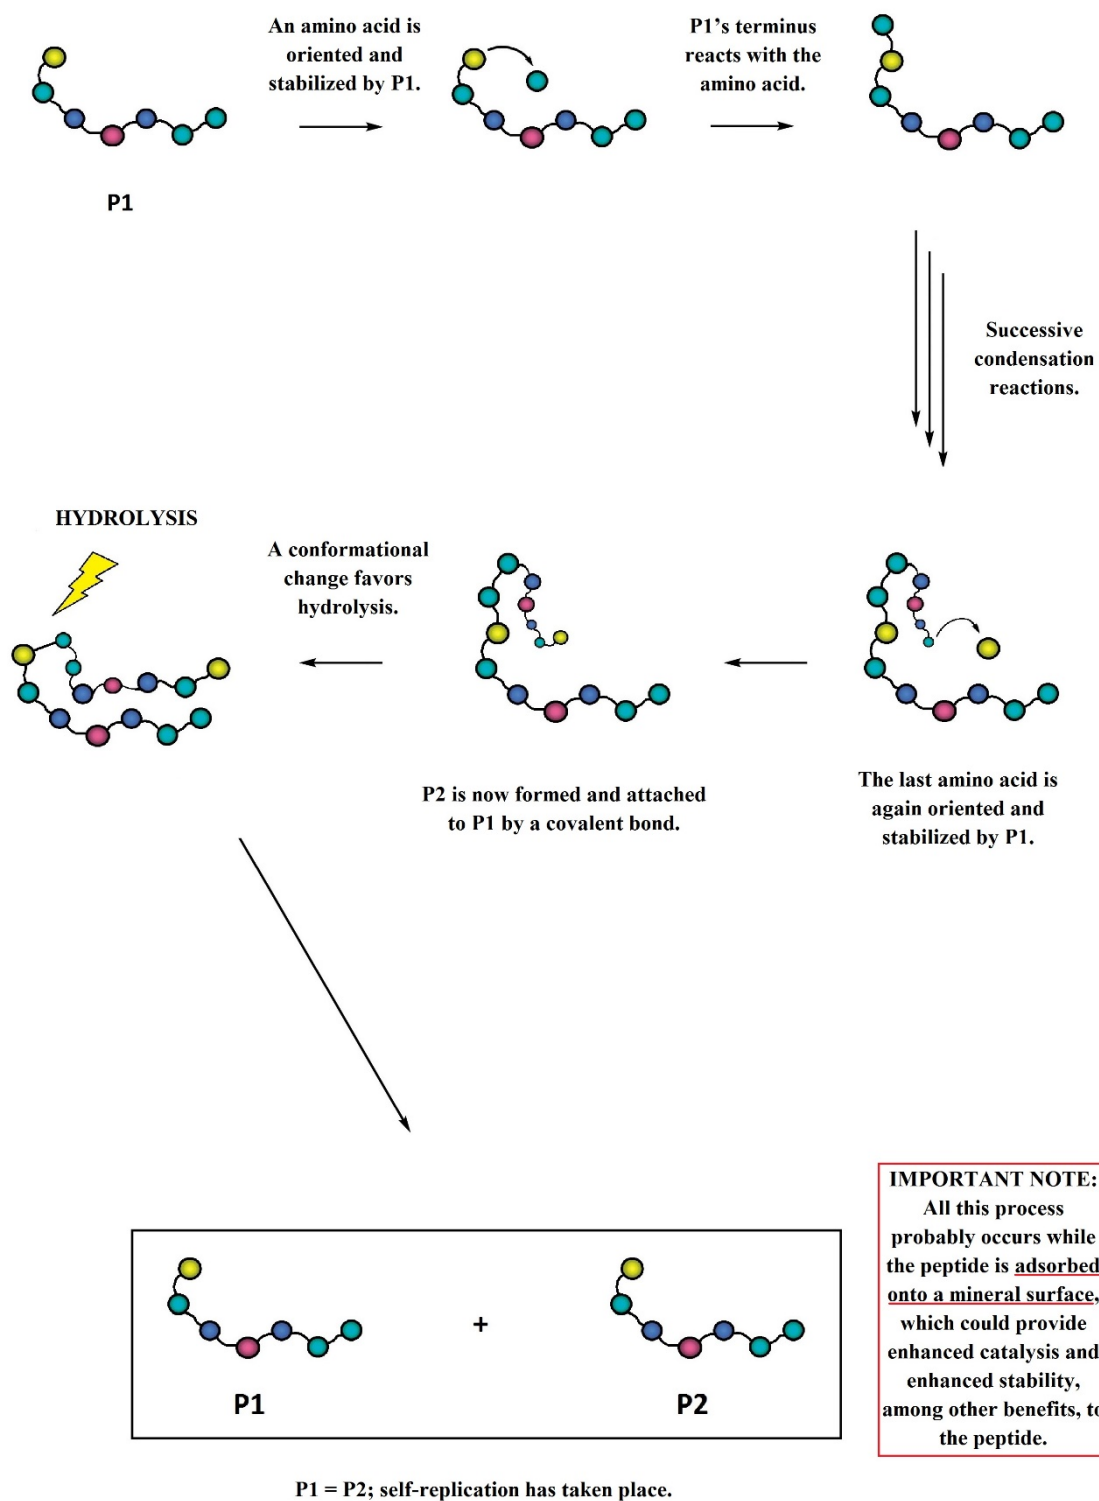 An amino acid is
oriented and
stabilized by P1.
P1's terminus
reacts with the
amino acid.
P1
Successive
condensation
reactions.
HYDROLYSIS
A conformational
change favors
hydrolysis.
P2 is now formed and attached
to P1 by a covalent bond.
The last amino acid is
again oriented and
stabilized by P1.
IMPORTANT NOTE:
All this process
probably occurs while
the peptide is adsorbed
onto a mineral surface,
which could provide
enhanced catalysis and
enhanced stability,
among other benefits, to
the peptide.
+
P1
P2
P1 = P2; self-replication has taken place.